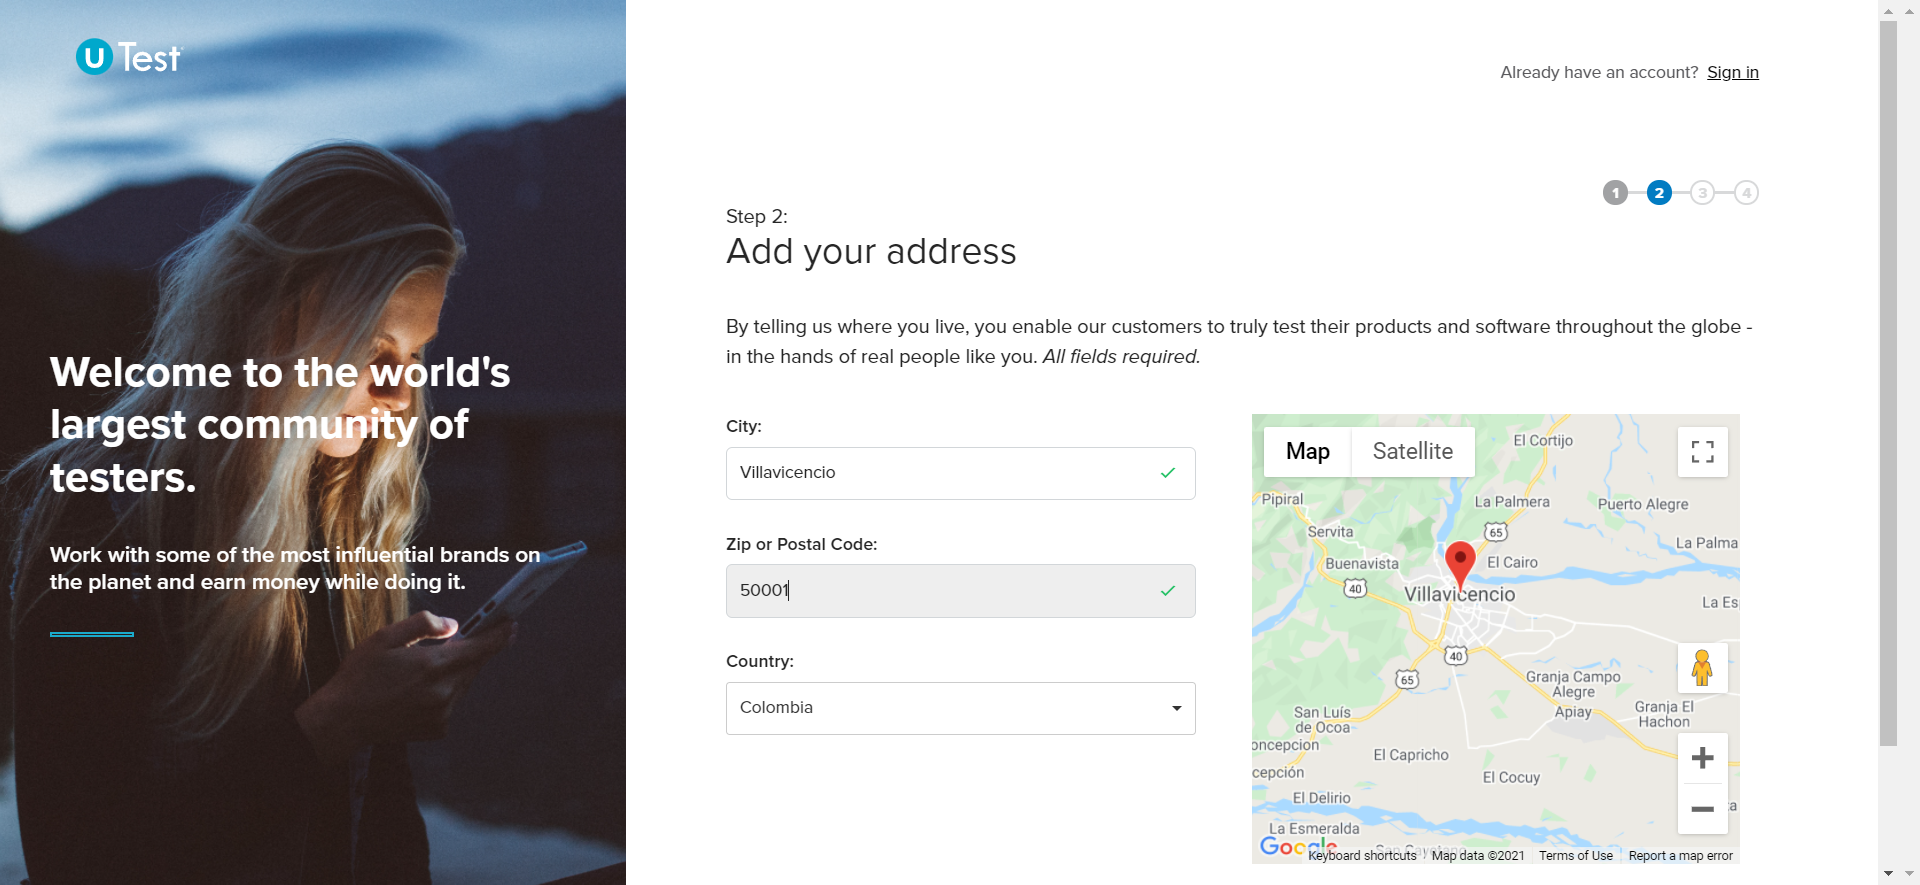 U Test
Already have an account? Sign in
1 2 3 4
Step 2:
Add your address
By telling us where you live, you enable our customers to truly test their products and software throughout the globe -
in the hands of real people like you. All fields required.
Welcome to the world's
largest community of
testers.
Work with some of the most influential brands on
the planet and earn money while doing it.
City:
Villavicencio
Zip or Postal Code:
50001
Country:
Colombia
Map Satellite
El Cortijo
Pipiral
La Palmera
Puerto Alegre
Servita
65
La Palma
Buenavista
El Cairo
40
Villavicencio
La Es
40
65
Granja Campo
Alegre
San Luís
de Ocoa
Apiay
Granja El
Hachon
oncepcion
El Capricho
cepción
El Cocuy
El Delirio
La Esmeralda
Google
San Cayetano
Keyboard shortcuts
Map data ©2021
Terms of Use
Report a map error